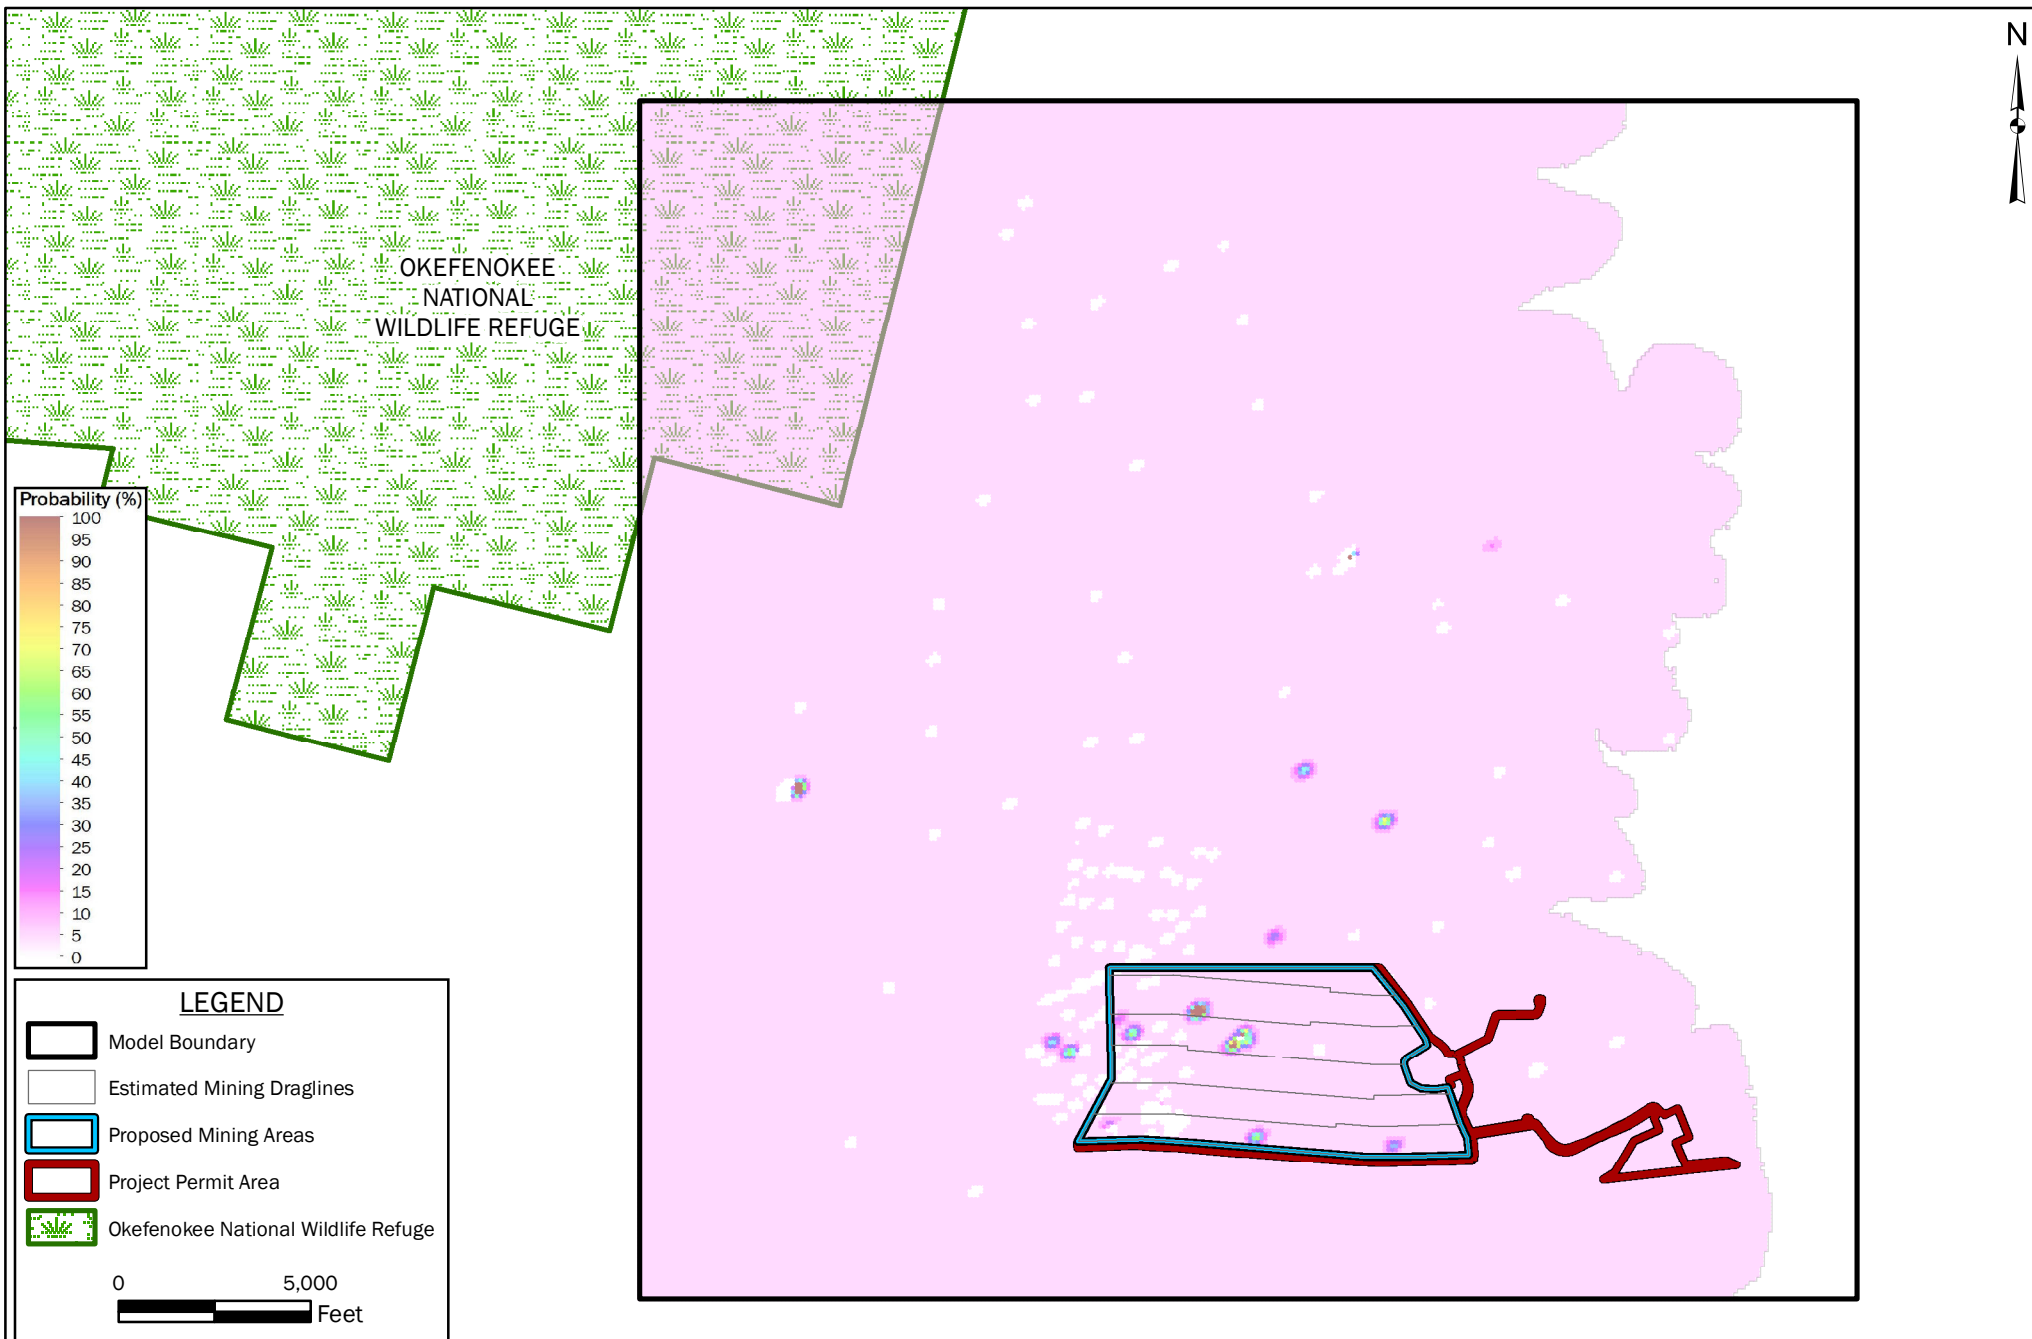 N
OKEFENOKEE
NATIONAL
WILDLIFE REFUGE
Probability (%)
100
95
90
85
80
75
70
65
60
55
50
45
40
35
30
25
20
15
10
5
0
LEGEND
Model Boundary
Estimated Mining Draglines
Proposed Mining Areas
Project Permit Area
Okefenokee National Wildlife Refuge
0 5,000
Feet